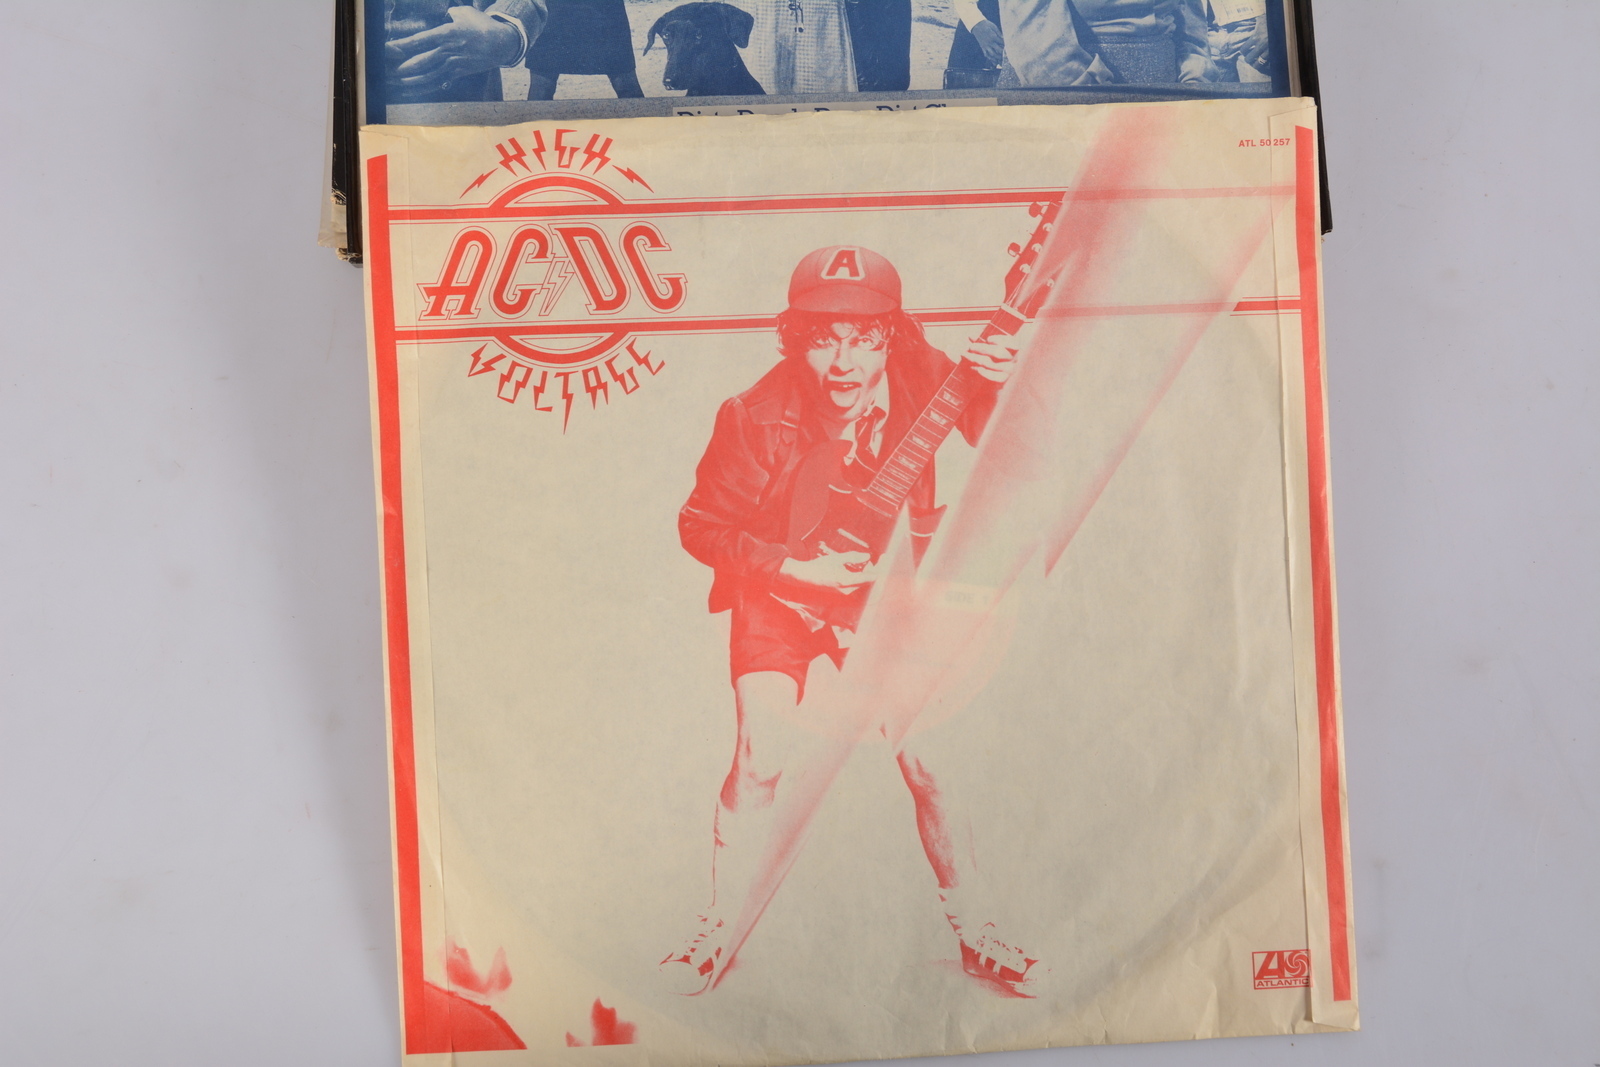 HIGH
AC/DC
VOLTAGE
ATL 50 257
A
ATLANTIC